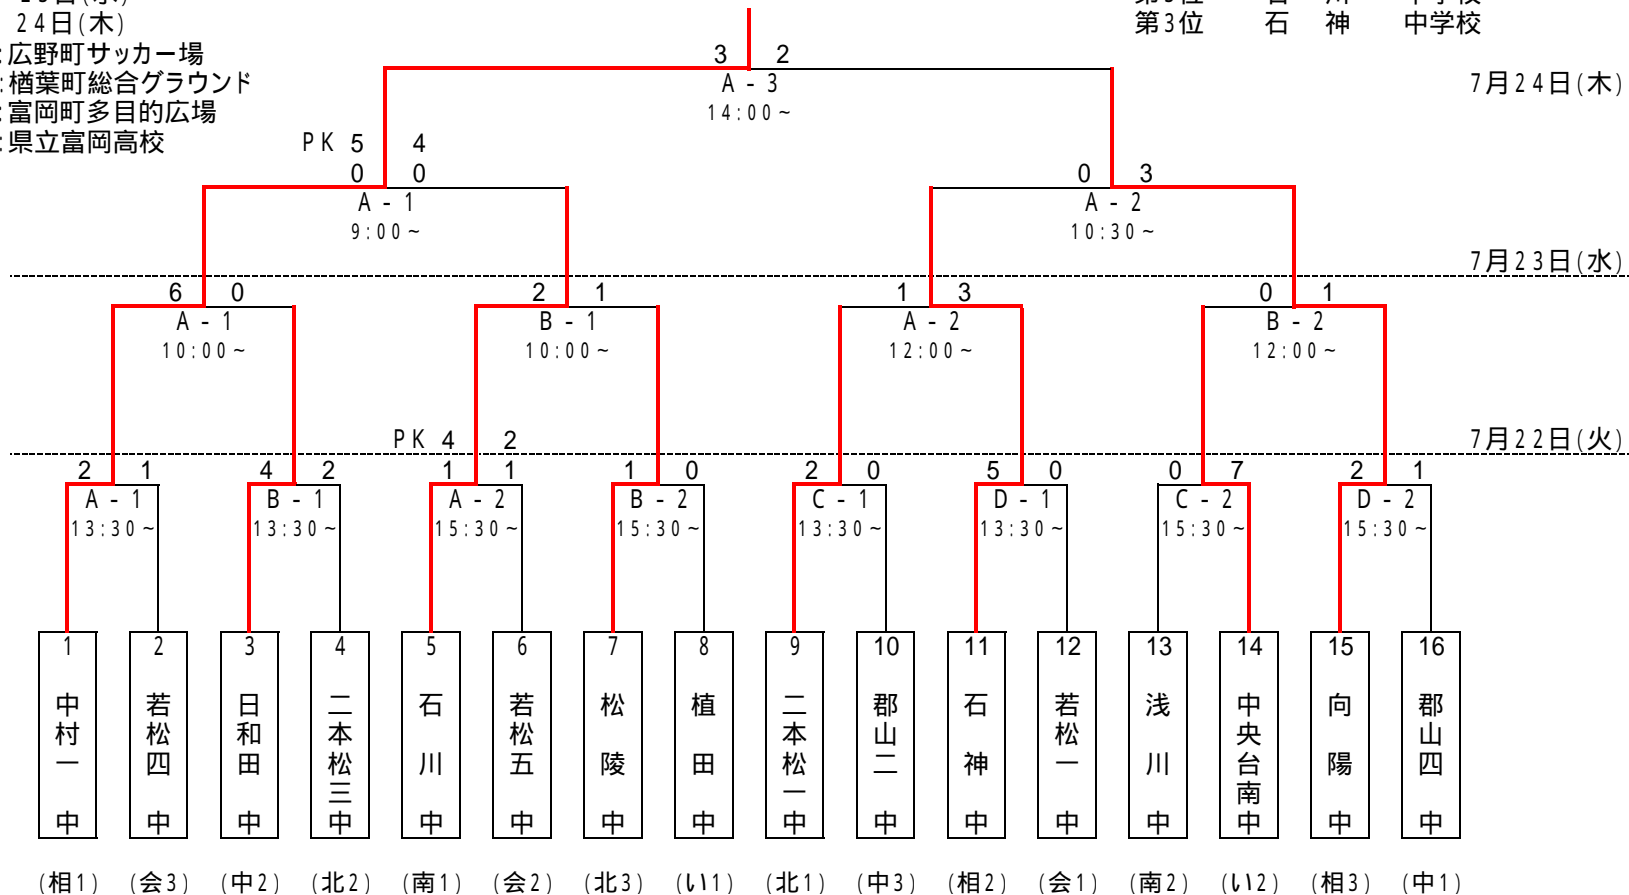 24日(木)
第3位 石 神 中学校
:広野町サッカー場
:楢葉町総合グラウンド
:富岡町多目的広場
:県立富岡高校
7月24日(木)
3 2
A-3
14:00~
PK 5 4
0 0
A-1
9:00~
0 3
A-2
10:30~
7月23日(水)
6 0
A-1
10:00~
2 1
B-1
10:00~
1 3
A-2
12:00~
0 1
B-2
12:00~
7月22日(火)
2 1
A-1
13:30~
4 2
B-1
13:30~
PK 4 2
1 1
A-2
15:30~
1 0
B-2
15:30~
2 0
C-1
13:30~
5 0
D-1
13:30~
0 7
C-2
15:30~
2 1
D-2
15:30~
1 中村一中 (相1)
2 若松四中 (会3)
3 日和田中 (中2)
4 二本松三中 (北2)
5 石川中 (南1)
6 若松五中 (会2)
7 松陵中 (北3)
8 植田中 (い1)
9 二本松一中 (北1)
10 郡山二中 (中3)
11 石神中 (相2)
12 若松一中 (会1)
13 浅川中 (南2)
14 中央台南中 (い2)
15 向陽中 (相3)
16 郡山四中 (中1)